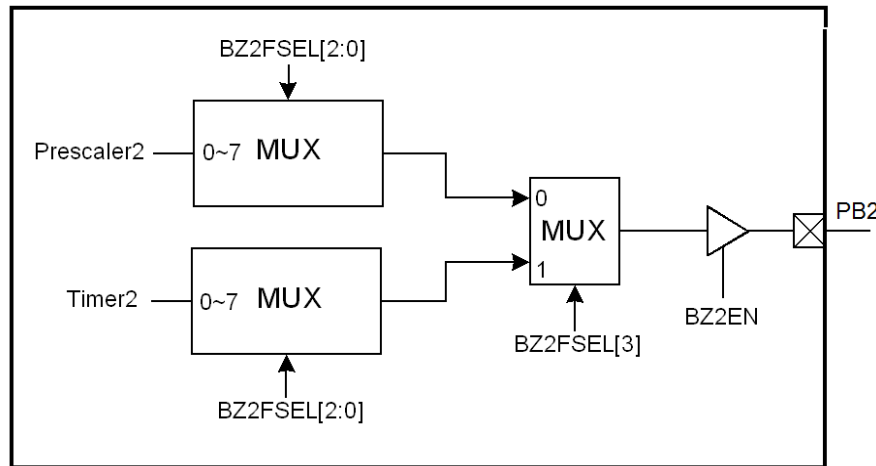 BZ2FSEL[2:0]
Prescaler2
0~7 MUX
0
MUX
1
PB2
Timer2
0~7 MUX
BZ2EN
BZ2FSEL[3]
BZ2FSEL[2:0]